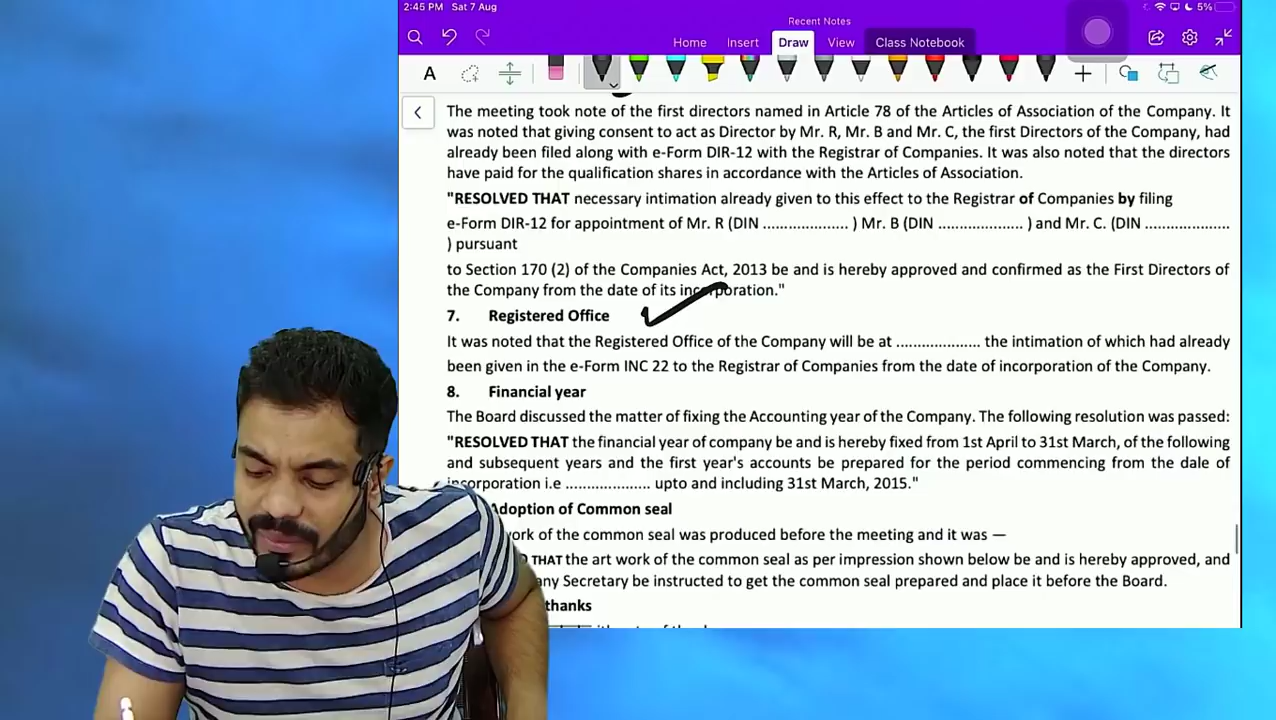 2:45 PM Sat 7 Aug
5%
Recent Notes
Home Insert Draw View Class Notebook
A
The meeting took note of the first directors named in Article 78 of the Articles of Association of the Company. It
was noted that giving consent to act as Director by Mr. R, Mr. B and Mr. C, the first Directors of the Company, had
already been filed along with e-Form DIR-12 with the Registrar of Companies. It was also noted that the directors
have paid for the qualification shares in accordance with the Articles of Association.
"RESOLVED THAT necessary intimation already given to this effect to the Registrar of Companies by filing
e-Form DIR-12 for appointment of Mr. R (DIN .................... ) Mr. B (DIN .................... ) and Mr. C. (DIN ....................
) pursuant
to Section 170 (2) of the Companies Act, 2013 be and is hereby approved and confirmed as the First Directors of
the Company from the date of its incorporation."
7. Registered Office
It was noted that the Registered Office of the Company will be at .................... the intimation of which had already
been given in the e-Form INC 22 to the Registrar of Companies from the date of incorporation of the Company.
8. Financial year
The Board discussed the matter of fixing the Accounting year of the Company. The following resolution was passed:
"RESOLVED THAT the financial year of company be and is hereby fixed from 1st April to 31st March, of the following
and subsequent years and the first year's accounts be prepared for the period commencing from the dale of
incorporation i.e .................... upto and including 31st March, 2015."
Adoption of Common seal
work of the common seal was produced before the meeting and it was —
THAT the art work of the common seal as per impression shown below be and is hereby approved, and
Secretary be instructed to get the common seal prepared and place it before the Board.
thanks